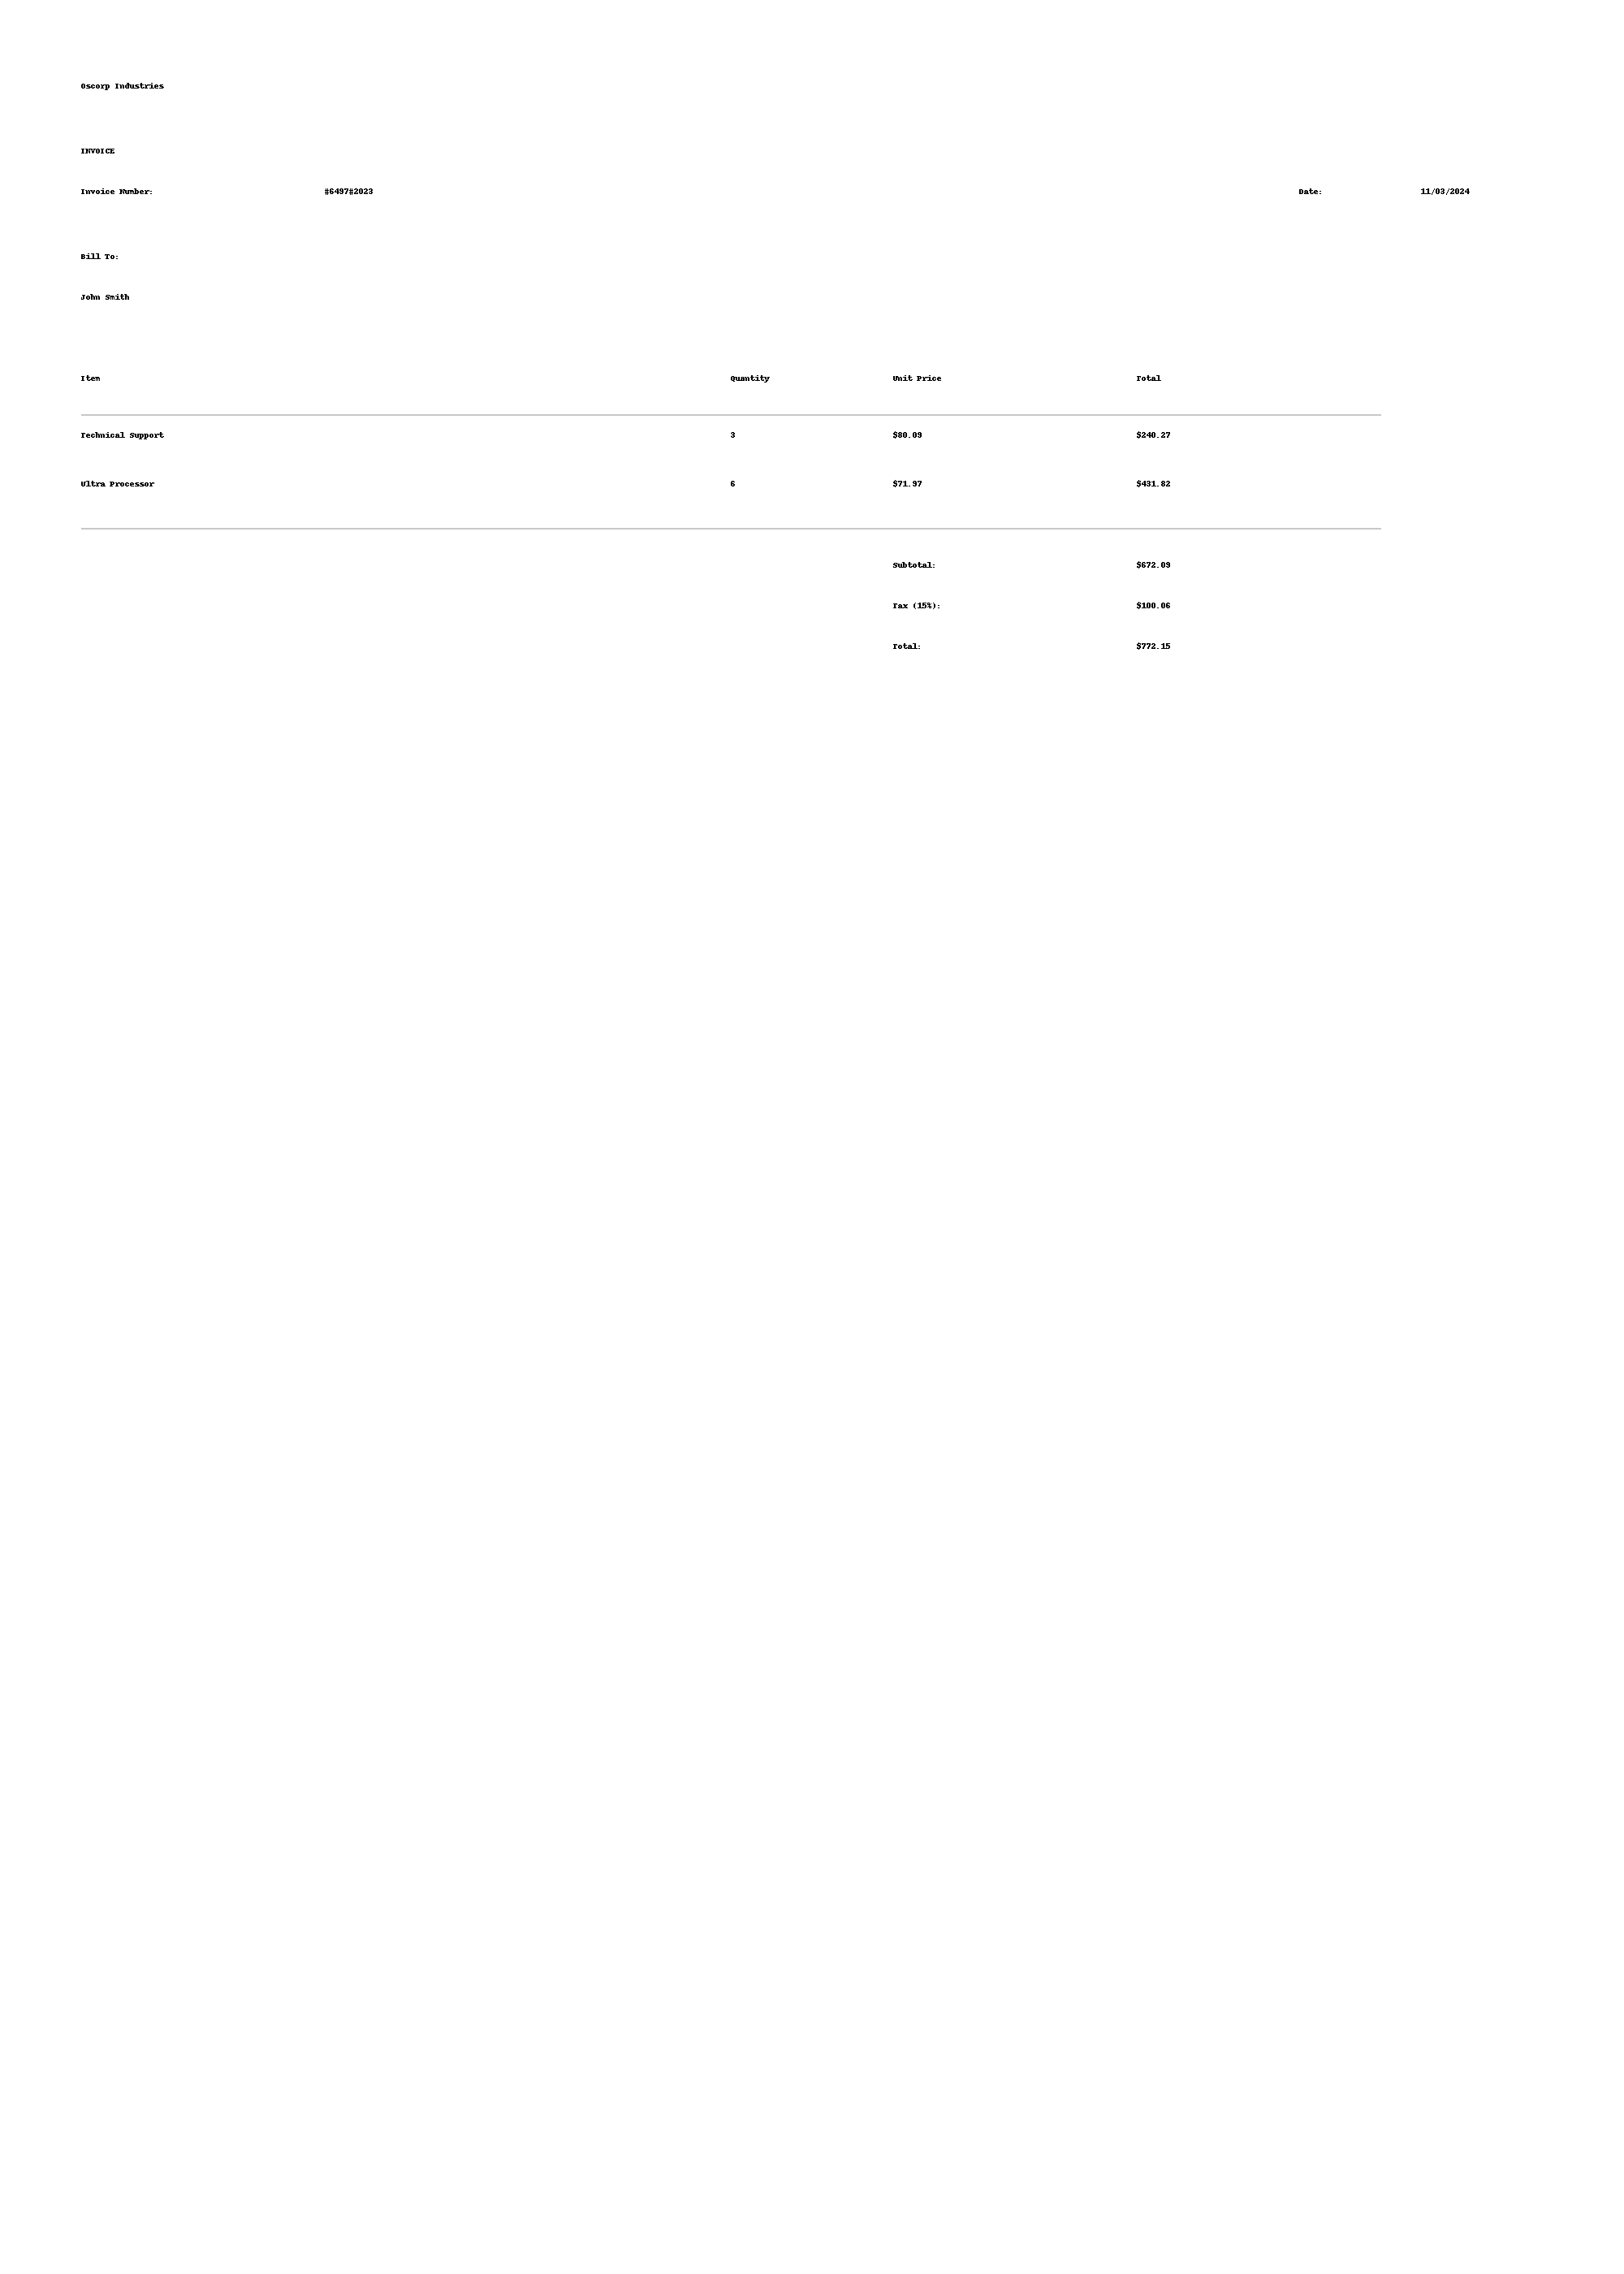 Oscorp Industries
INVOICE
Invoice Number: #6497#2023 Date: 11/03/2024
Bill To:
John Smith
Item Quantity Unit Price Total
Technical Support 3 $80.09 $240.27
Ultra Processor 6 $71.97 $431.82
Subtotal: $672.09
Tax (15%): $100.06
Total: $772.15